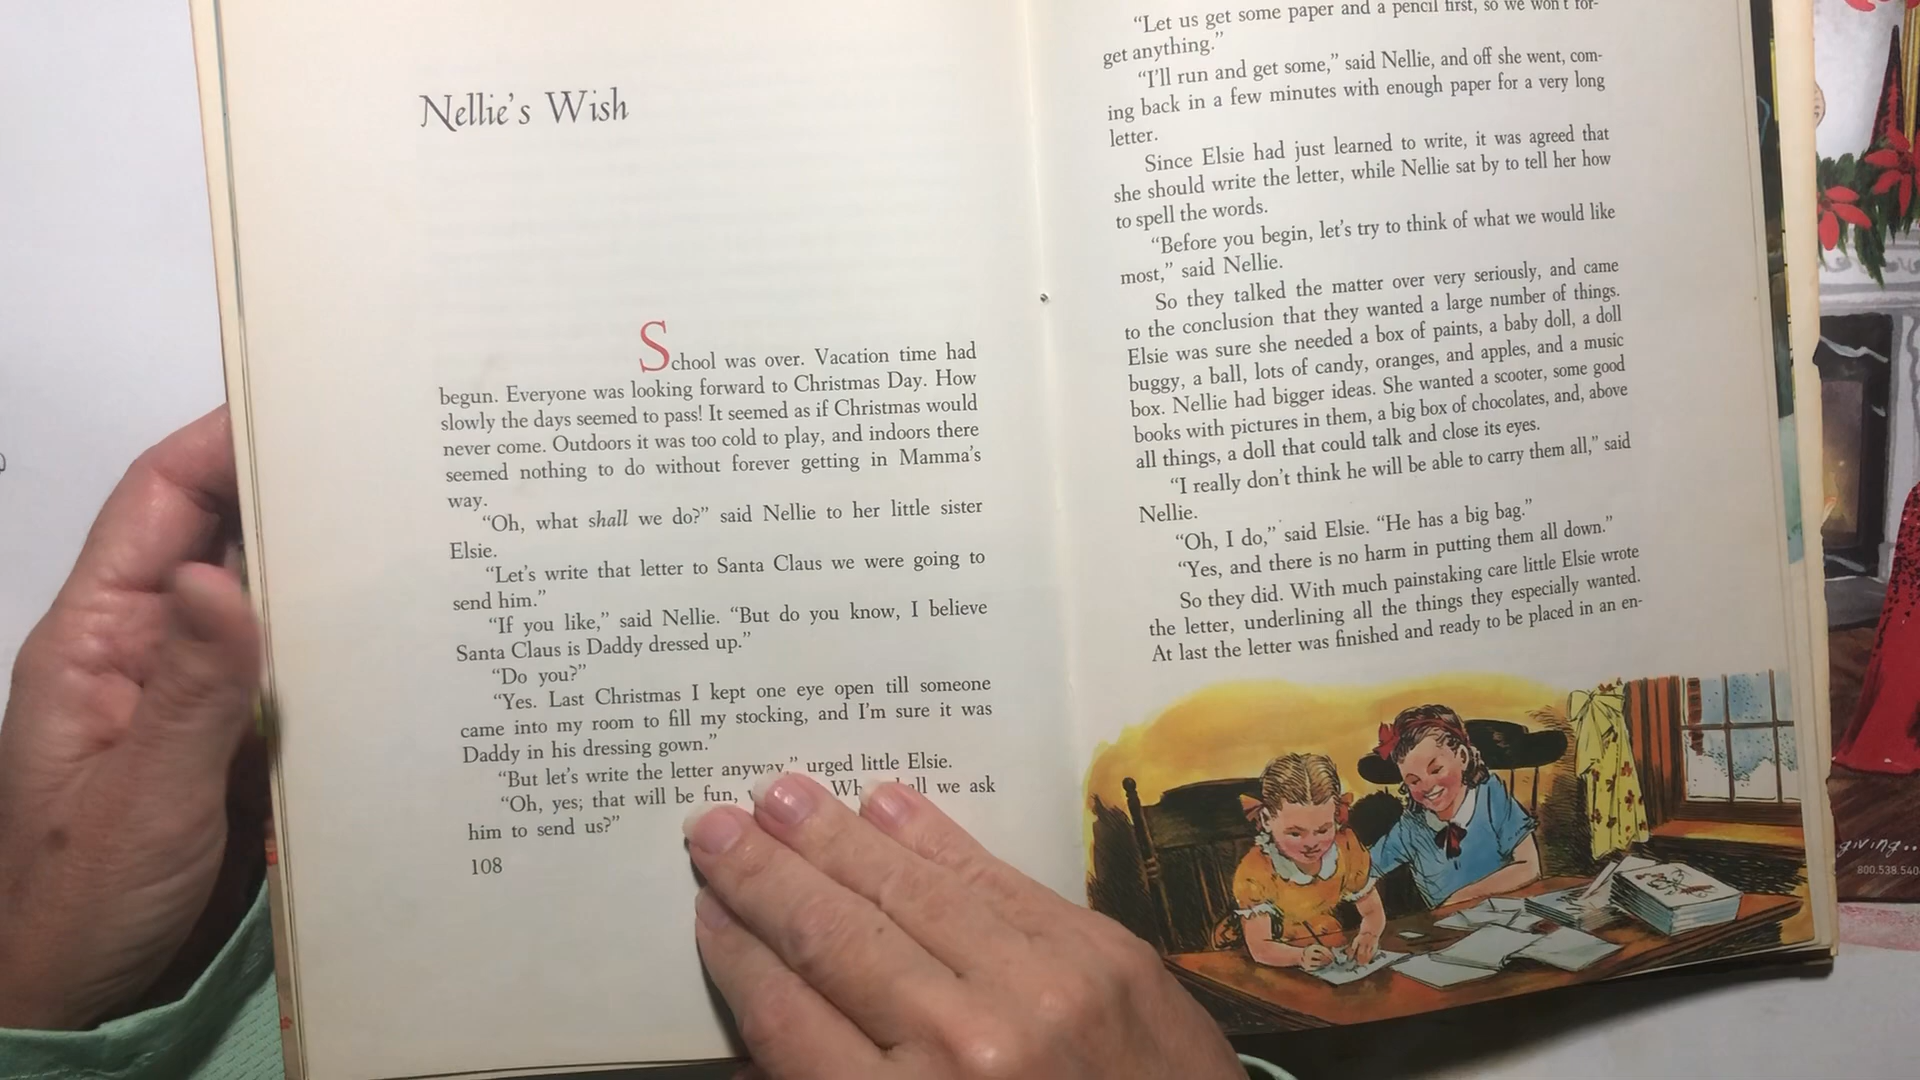 Nellie's Wish
School was over. Vacation time had
begun. Everyone was looking forward to Christmas Day. How
slowly the days seemed to pass! It seemed as if Christmas would
never come. Outdoors it was too cold to play, and indoors there
seemed nothing to do without forever getting in Mamma's
way.
“Oh, what shall we do?” said Nellie to her little sister
Elsie.
“Let's write that letter to Santa Claus we were going to
send him.”
“If you like,” said Nellie. “But do you know, I believe
Santa Claus is Daddy dressed up.”
“Do you?”
“Yes. Last Christmas I kept one eye open till someone
came into my room to fill my stocking, and I'm sure it was
Daddy in his dressing gown.”
“But let's write the letter anyway,” urged little Elsie.
“Oh, yes; that will be fun, we ask
him to send us?”
108
“Let us get some paper and a pencil first, so we won't for-
get anything.”
“I'll run and get some,” said Nellie, and off she went, com-
ing back in a few minutes with enough paper for a very long
letter.
Since Elsie had just learned to write, it was agreed that
she should write the letter, while Nellie sat by to tell her how
to spell the words.
“Before you begin, let's try to think of what we would like
most,” said Nellie.
So they talked the matter over very seriously, and came
to the conclusion that they wanted a large number of things.
Elsie was sure she needed a box of paints, a baby doll, a doll
buggy, a ball, lots of candy, oranges, and apples, and a music
box. Nellie had bigger ideas. She wanted a scooter, some good
books with pictures in them, a big box of chocolates, and, above
all things, a doll that could talk and close its eyes.
“I really don't think he will be able to carry them all,” said
Nellie.
“Oh, I do,” said Elsie. “He has a big bag.”
“Yes, and there is no harm in putting them all down.”
So they did. With much painstaking care little Elsie wrote
the letter, underlining all the things they especially wanted.
At last the letter was finished and ready to be placed in an en-
giving...
800.538.540